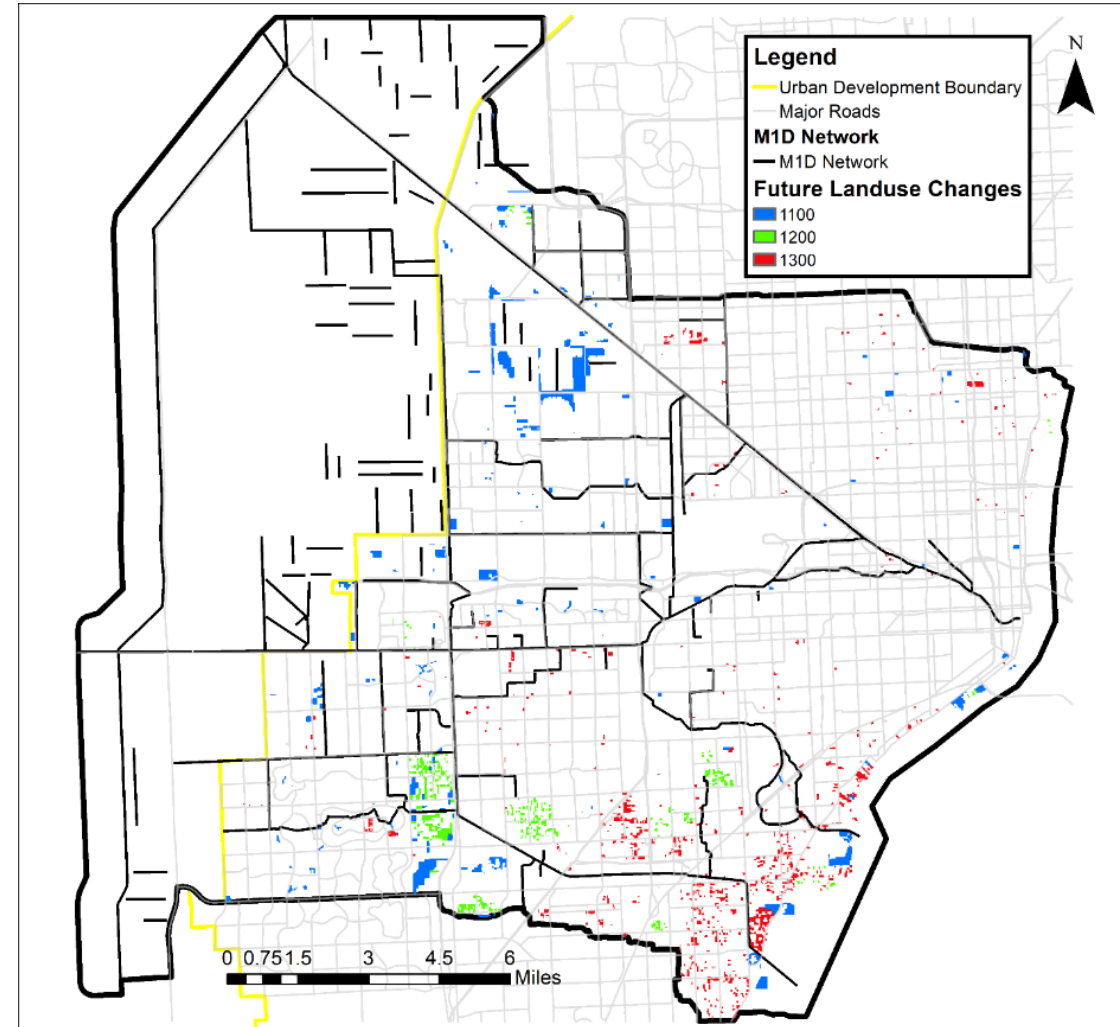 N
Legend
Urban Development Boundary
Major Roads
M1D Network
M1D Network
Future Landuse Changes
1100
1200
1300
0 0.75 1.5 3 4.5 6
Miles